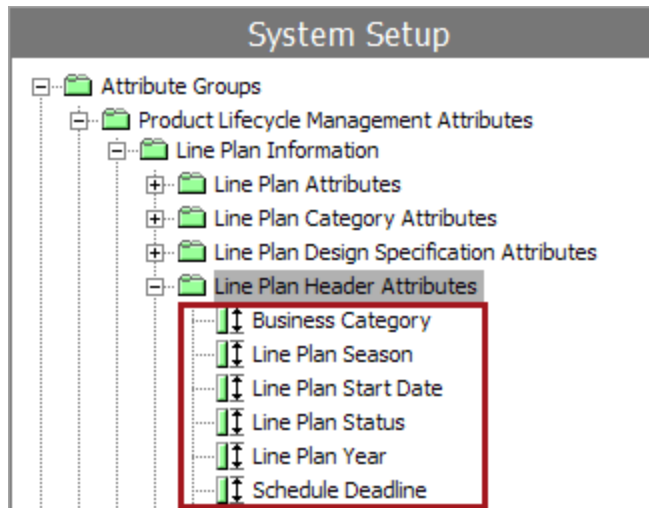 System Setup
Attribute Groups
Product Lifecycle Management Attributes
Line Plan Information
Line Plan Attributes
Line Plan Category Attributes
Line Plan Design Specification Attributes
Line Plan Header Attributes
Business Category
Line Plan Season
Line Plan Start Date
Line Plan Status
Line Plan Year
Schedule Deadline